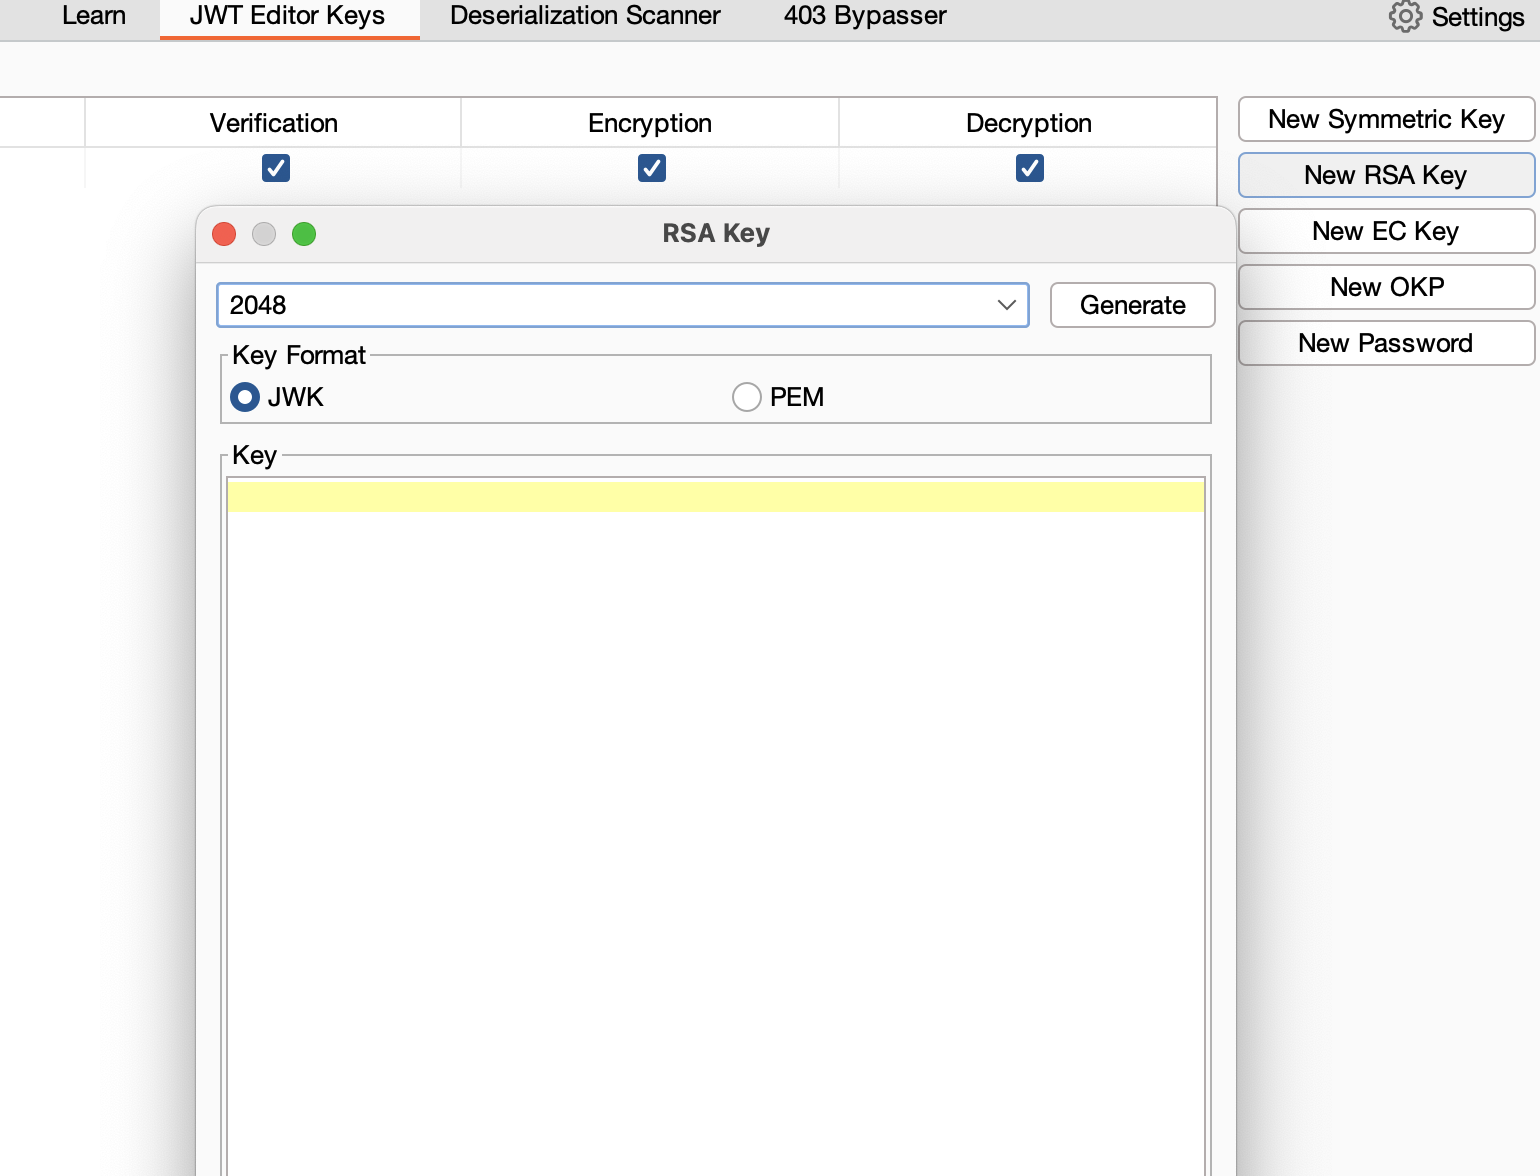 Learn JWT Editor Keys Deserialization Scanner 403 Bypasser Settings
Verification Encryption Decryption
New Symmetric Key
New RSA Key
New EC Key
New OKP
New Password
RSA Key
2048 Generate
Key Format
JWK PEM
Key